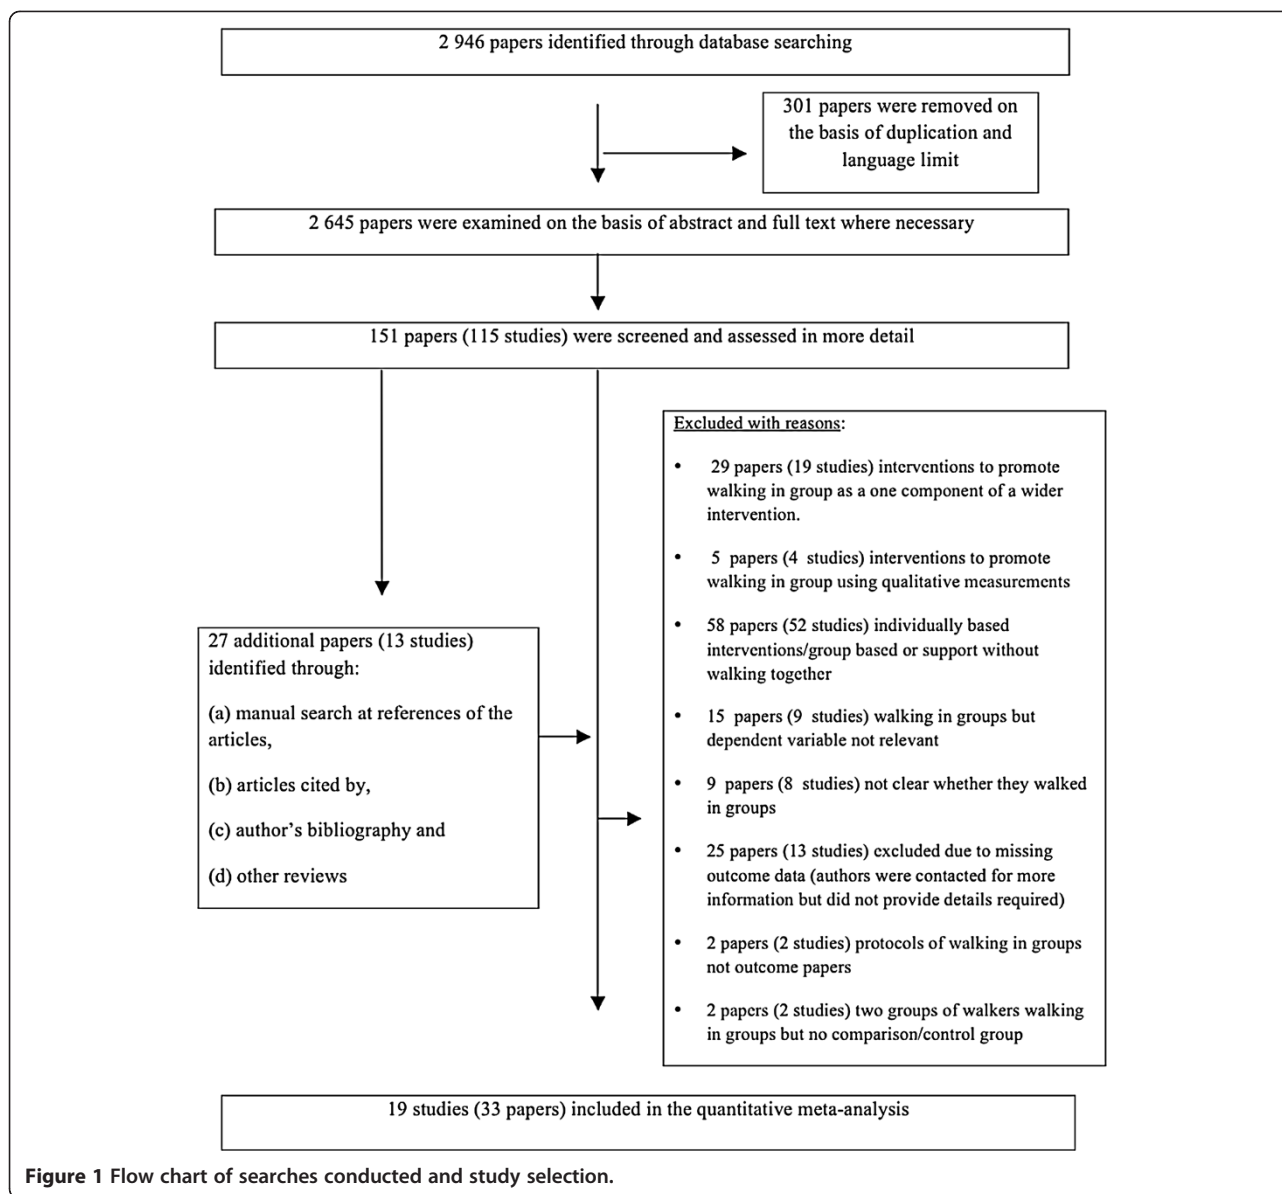 2 946 papers identified through database searching
301 papers were removed on
the basis of duplication and
language limit
2 645 papers were examined on the basis of abstract and full text where necessary
151 papers (115 studies) were screened and assessed in more detail
27 additional papers (13 studies)
identified through:
(a) manual search at references of the
articles,
(b) articles cited by,
(c) author's bibliography and
(d) other reviews
Excluded with reasons:
• 29 papers (19 studies) interventions to promote
walking in group as a one component of a wider
intervention.
• 5 papers (4 studies) interventions to promote
walking in group using qualitative measurements
• 58 papers (52 studies) individually based
interventions/group based or support without
walking together
• 15 papers (9 studies) walking in groups but
dependent variable not relevant
• 9 papers (8 studies) not clear whether they walked
in groups
• 25 papers (13 studies) excluded due to missing
outcome data (authors were contacted for more
information but did not provide details required)
• 2 papers (2 studies) protocols of walking in groups
not outcome papers
• 2 papers (2 studies) two groups of walkers walking
in groups but no comparison/control group
19 studies (33 papers) included in the quantitative meta-analysis
Figure 1 Flow chart of searches conducted and study selection.